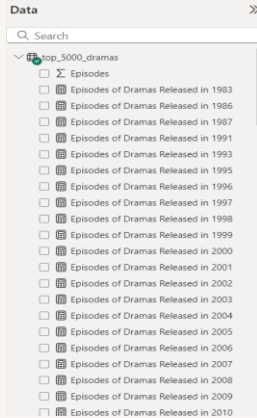 Data
Search
top_5000_dramas
Episodes
Episodes of Dramas Released in 1983
Episodes of Dramas Released in 1986
Episodes of Dramas Released in 1987
Episodes of Dramas Released in 1991
Episodes of Dramas Released in 1993
Episodes of Dramas Released in 1995
Episodes of Dramas Released in 1996
Episodes of Dramas Released in 1997
Episodes of Dramas Released in 1998
Episodes of Dramas Released in 1999
Episodes of Dramas Released in 2000
Episodes of Dramas Released in 2001
Episodes of Dramas Released in 2002
Episodes of Dramas Released in 2003
Episodes of Dramas Released in 2004
Episodes of Dramas Released in 2005
Episodes of Dramas Released in 2006
Episodes of Dramas Released in 2007
Episodes of Dramas Released in 2008
Episodes of Dramas Released in 2009
Episodes of Dramas Released in 2010